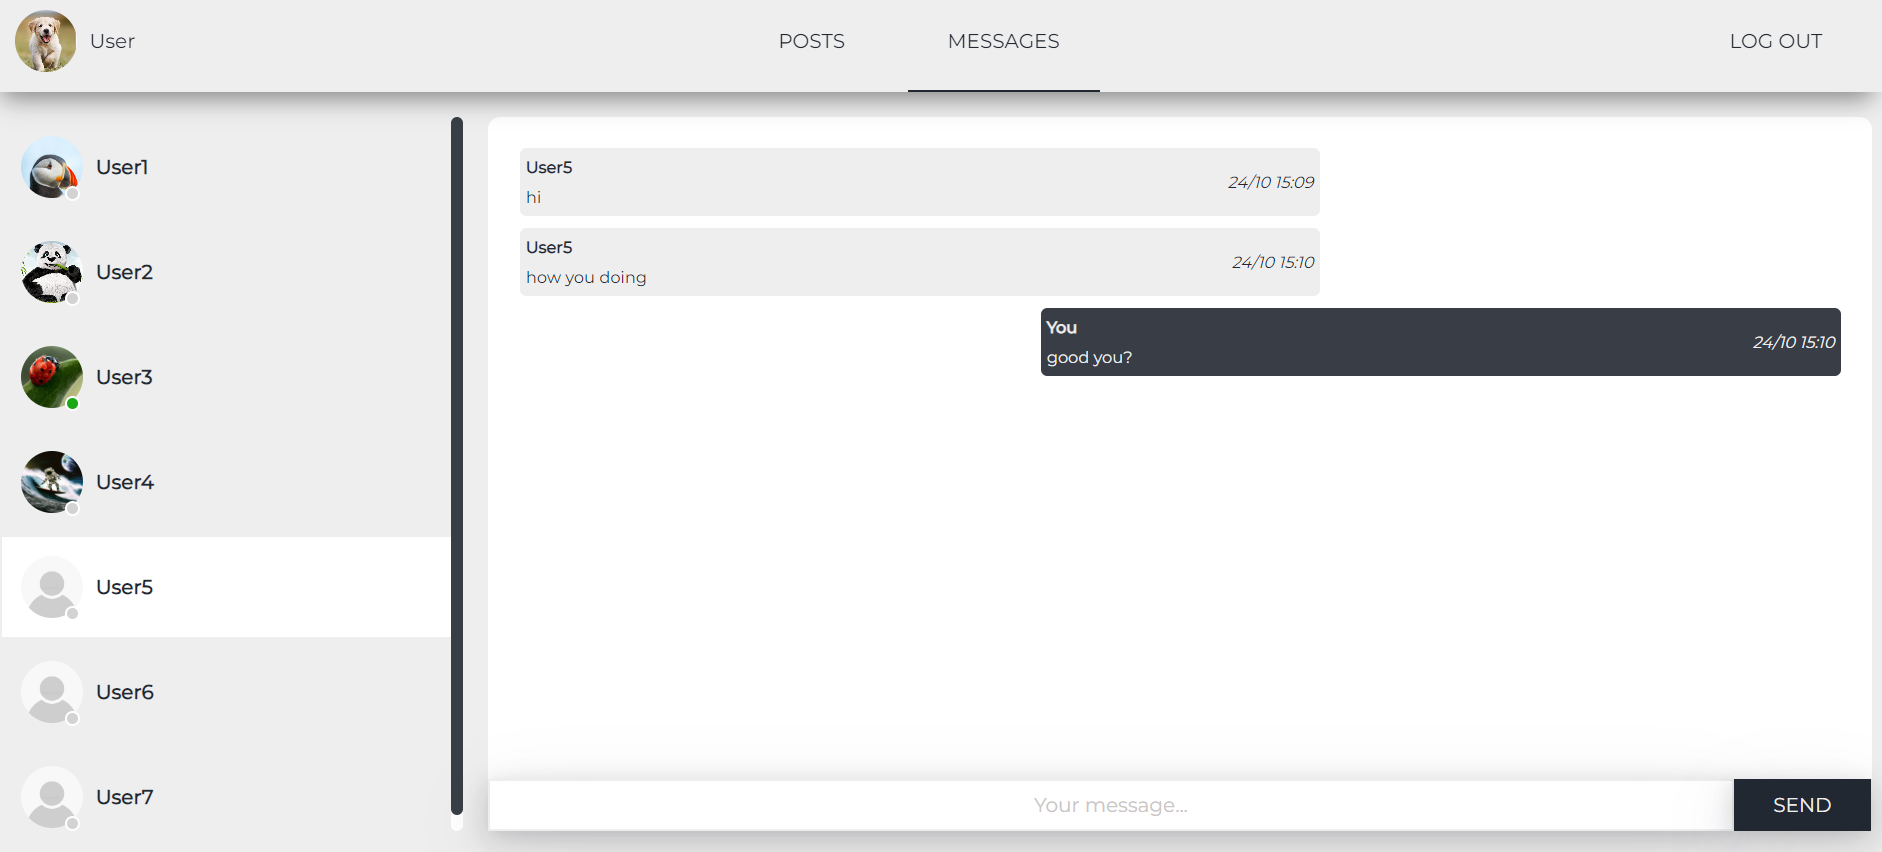 User
POSTS
MESSAGES
LOG OUT
User1
User2
User3
User4
User5
User6
User7
User5
hi
24/10 15:09
User5
how you doing
24/10 15:10
You
good you?
24/10 15:10
Your message...
SEND